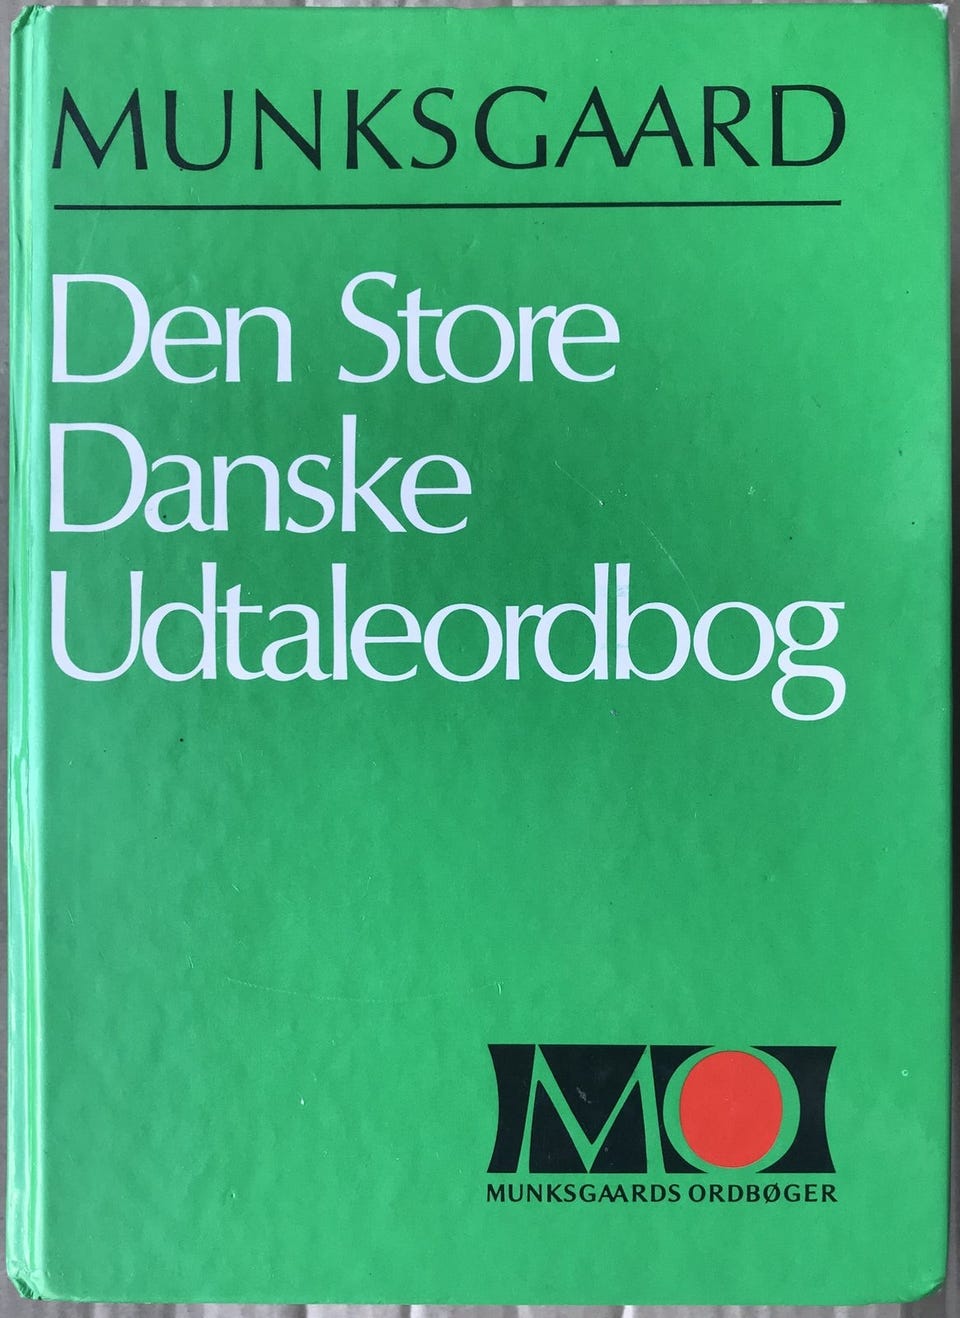 MUNKSGAARD
Den Store
Danske
Udtaleordbog
MO
MUNKSGAARDS ORDBØGER